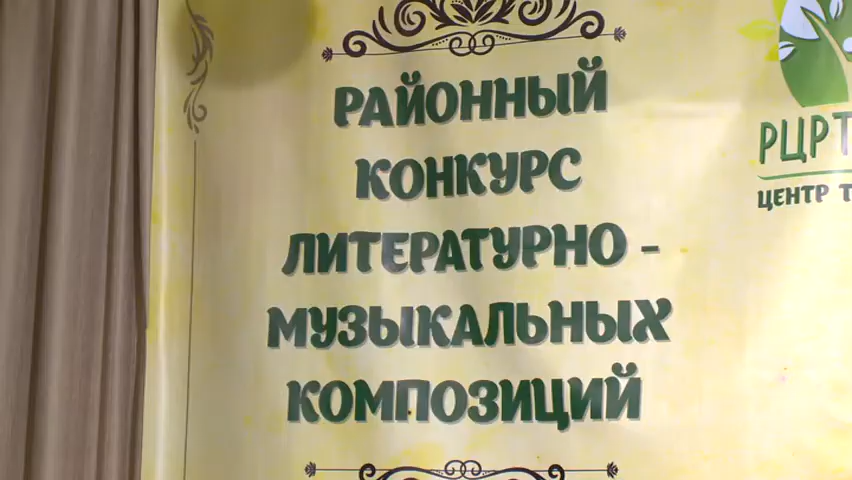 РАЙОННЫЙ
КОНКУРС
ЛИТЕРАТУРНО -
МУЗЫКАЛЬНЫХ
КОМПОЗИЦИЙ
РЦРТ
ЦЕНТР